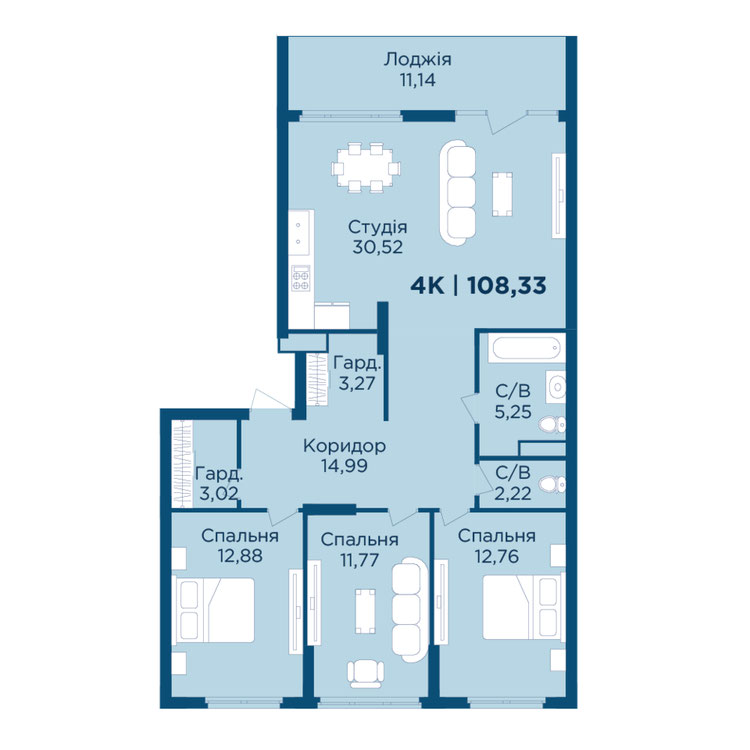 Лоджія
11,14
Студія
30,52
4К | 108,33
Гард.
3,27
С/В
5,25
Коридор
14,99
Гард.
3,02
С/В
2,22
Спальня
12,88
Спальня
11,77
Спальня
12,76